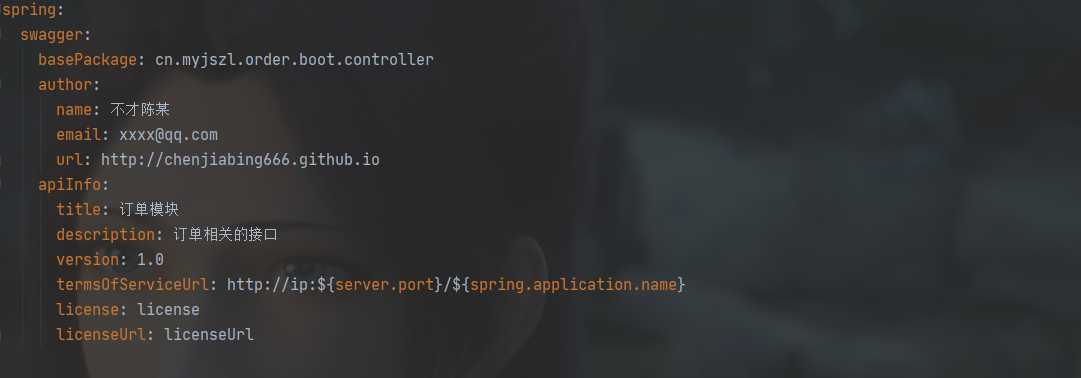 spring:
  swagger:
    basePackage: cn.myjszl.order.boot.controller
    author:
      name: 不才陈某
      email: xxxx@qq.com
      url: http://chenjiabing666.github.io
    apiInfo:
      title: 订单模块
      description: 订单相关的接口
      version: 1.0
      termsOfServiceUrl: http://ip:${server.port}/${spring.application.name}
      license: license
      licenseUrl: licenseUrl